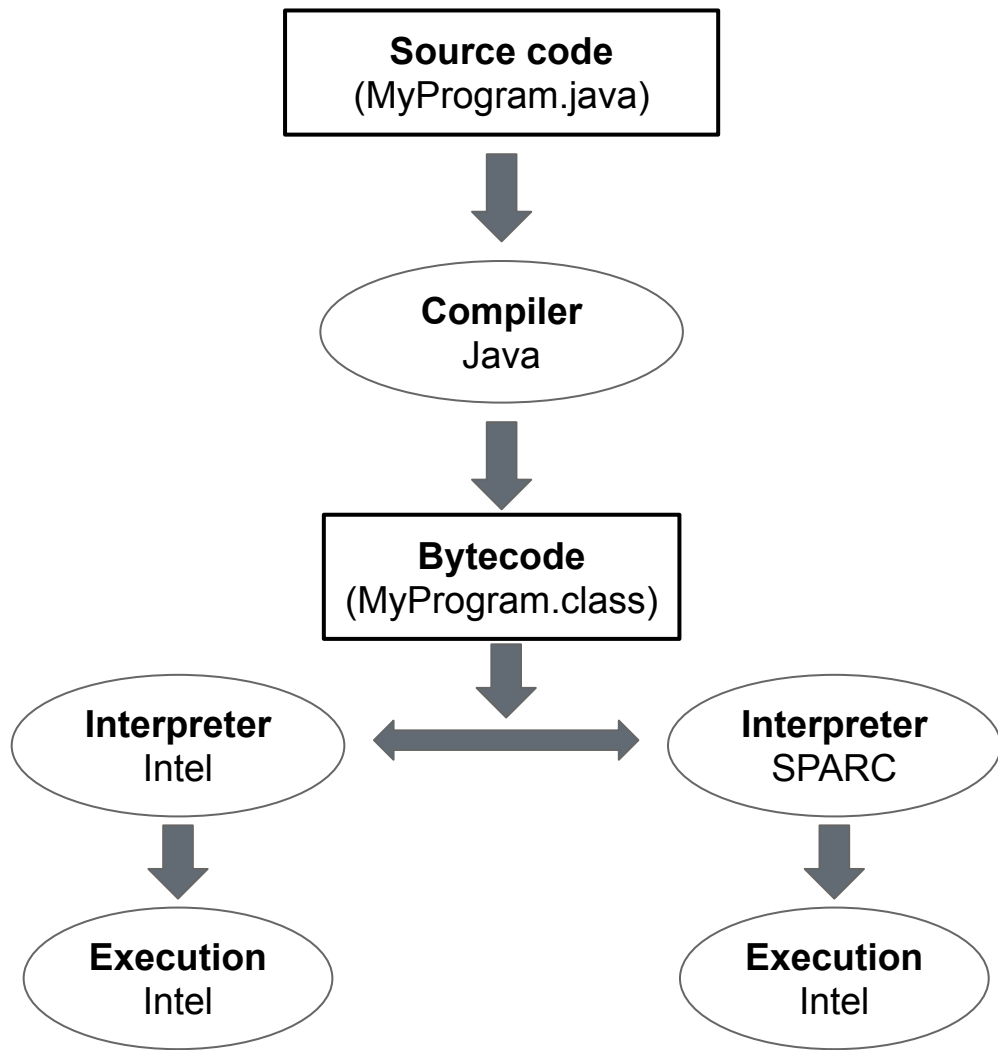 Source code
(MyProgram.java)
Compiler
Java
Bytecode
(MyProgram.class)
Interpreter
Intel
Interpreter
SPARC
Execution
Intel
Execution
Intel